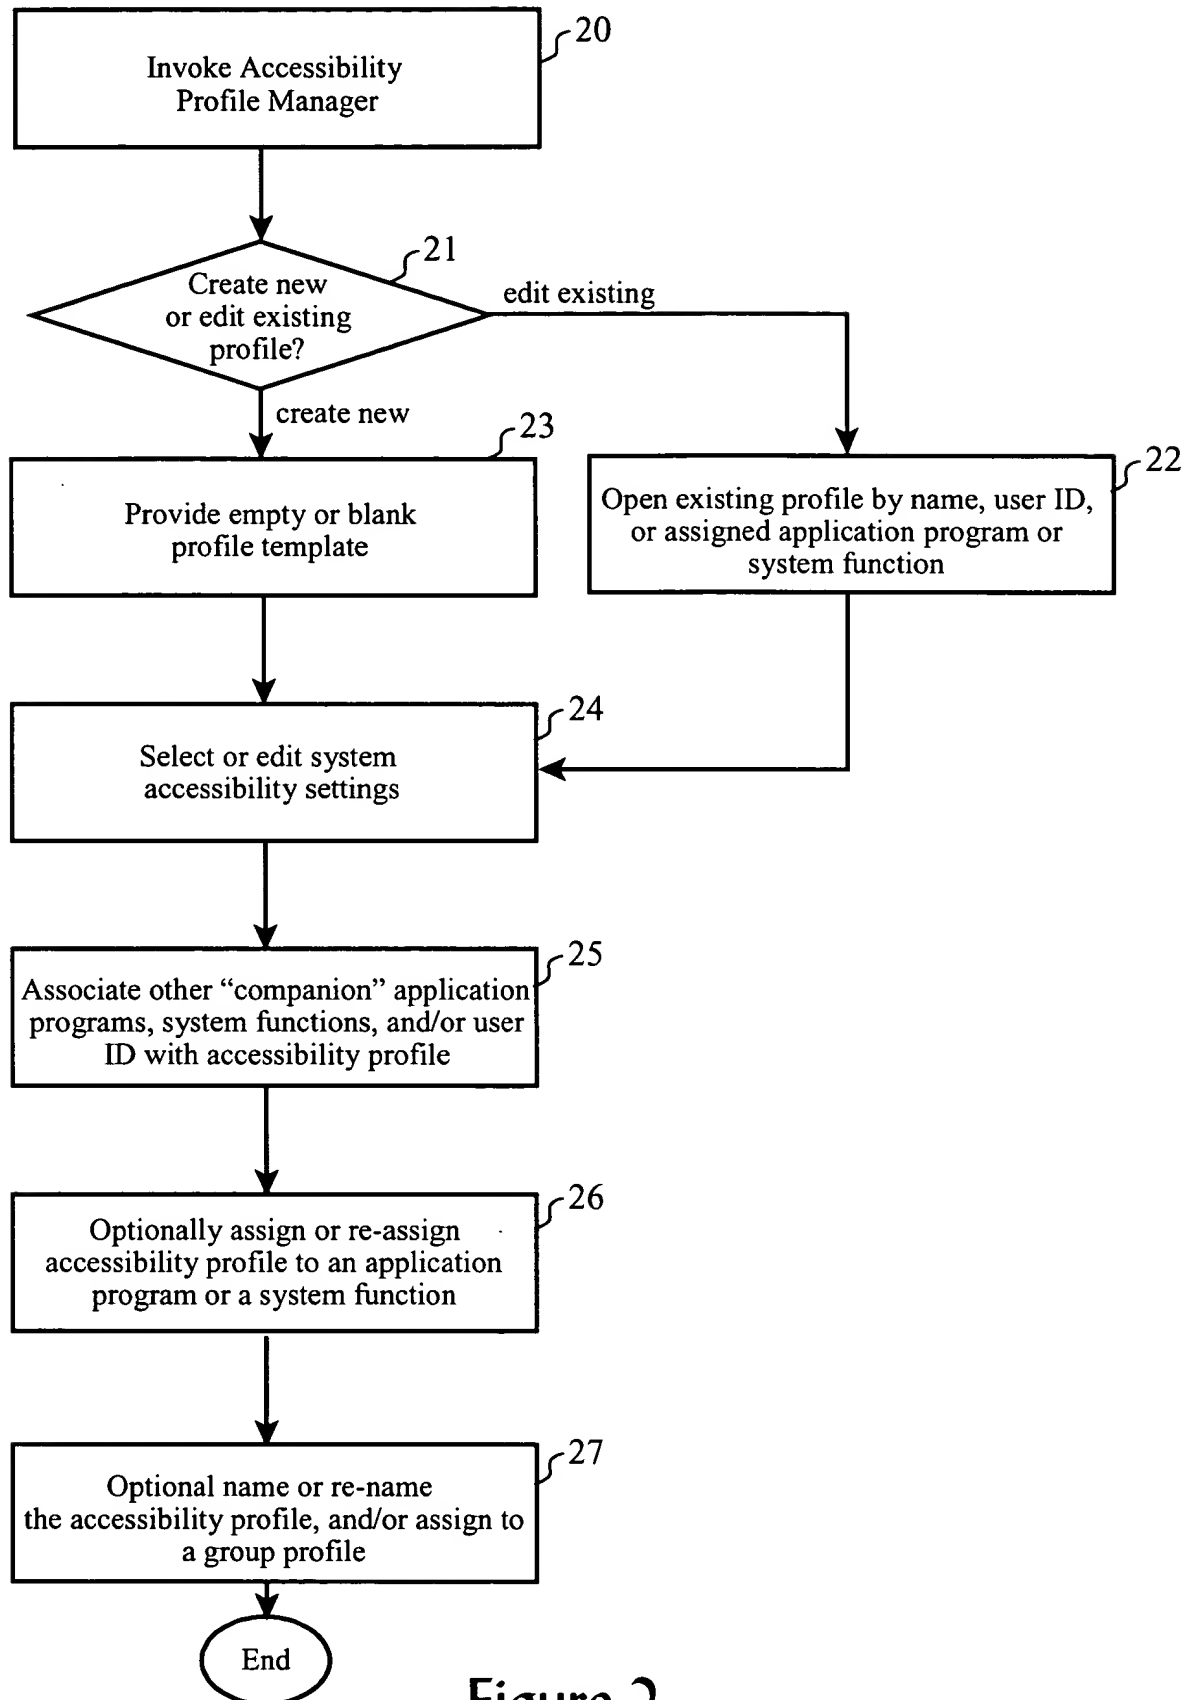 20
Invoke Accessibility
Profile Manager
21
Create new
or edit existing
profile?
edit existing
create new
23
Provide empty or blank
profile template
22
Open existing profile by name, user ID,
or assigned application program or
system function
24
Select or edit system
accessibility settings
25
Associate other “companion” application
programs, system functions, and/or user
ID with accessibility profile
26
Optionally assign or re-assign
accessibility profile to an application
program or a system function
27
Optional name or re-name
the accessibility profile, and/or assign to
a group profile
End
Figure 2